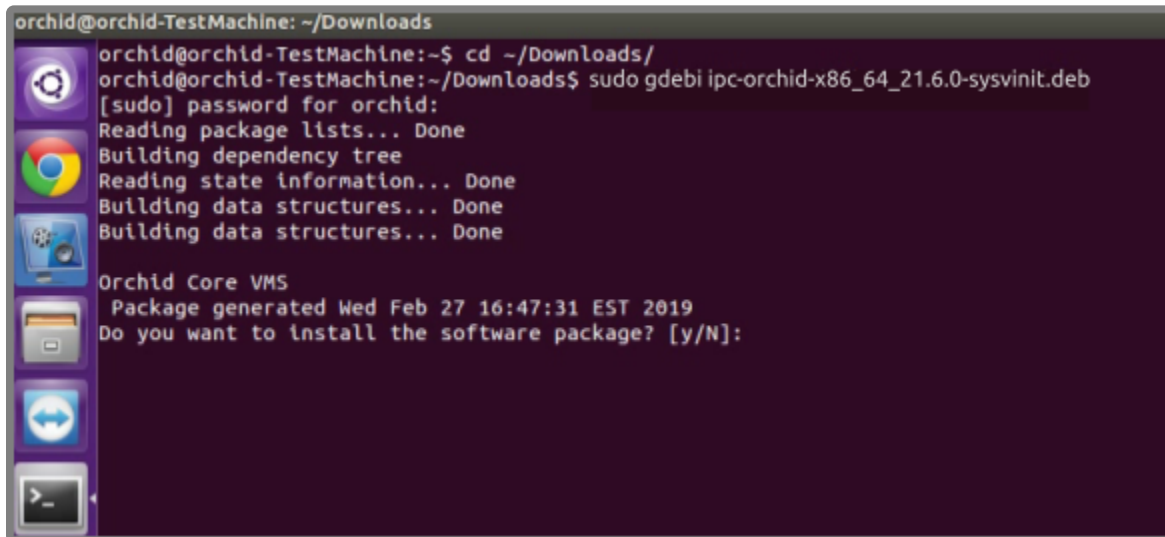 orchid@orchid-TestMachine: ~/Downloads
orchid@orchid-TestMachine:~$ cd ~/Downloads/
orchid@orchid-TestMachine:~/Downloads$ sudo gdebi ipc-orchid-x86_64_21.6.0-sysvinit.deb
[sudo] password for orchid:
Reading package lists... Done
Building dependency tree
Reading state information... Done
Building data structures... Done
Building data structures... Done
Orchid Core VMS
Package generated Wed Feb 27 16:47:31 EST 2019
Do you want to install the software package? [y/N]: